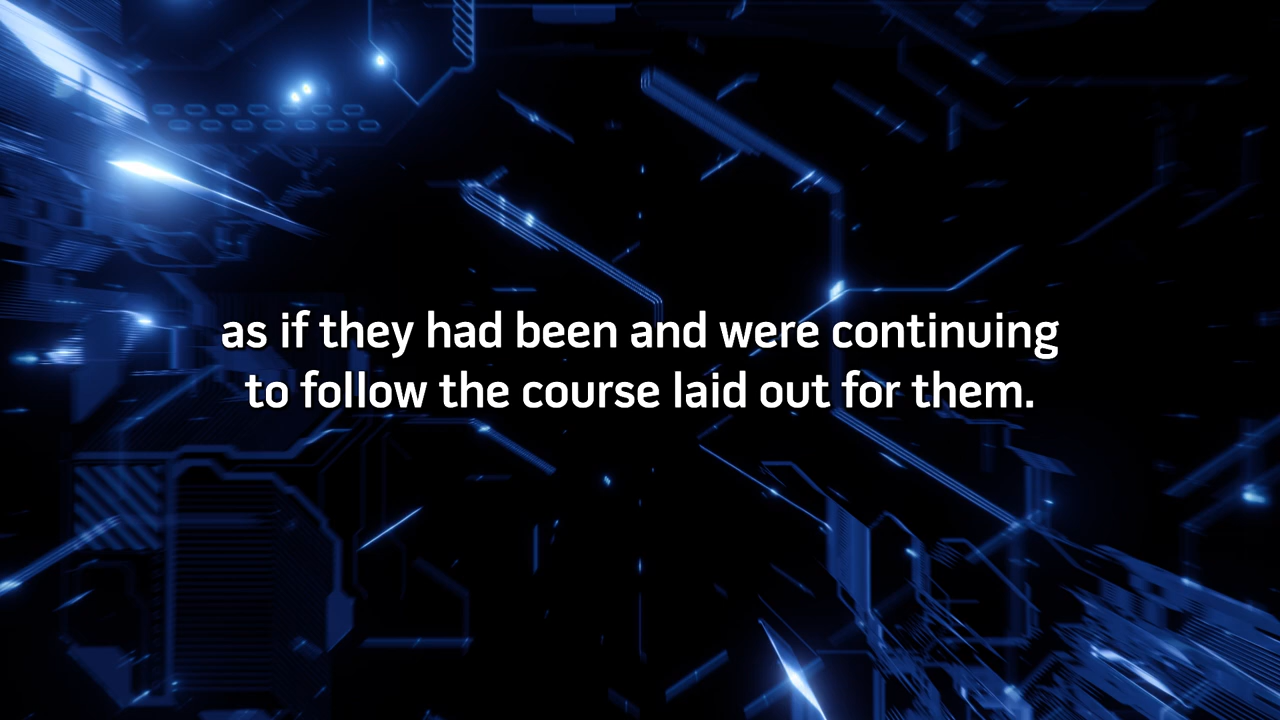 as if they had been and were continuing
to follow the course laid out for them.